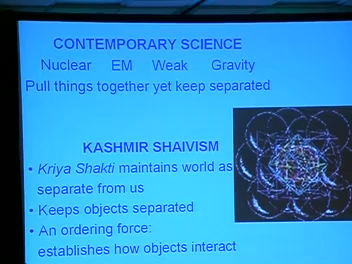 CONTEMPORARY SCIENCE
Nuclear EM Weak Gravity
Pull things together yet keep separated
KASHMIR SHAIVISM
• Kriya Shakti maintains world as
separate from us
• Keeps objects separated
• An ordering force:
establishes how objects interact